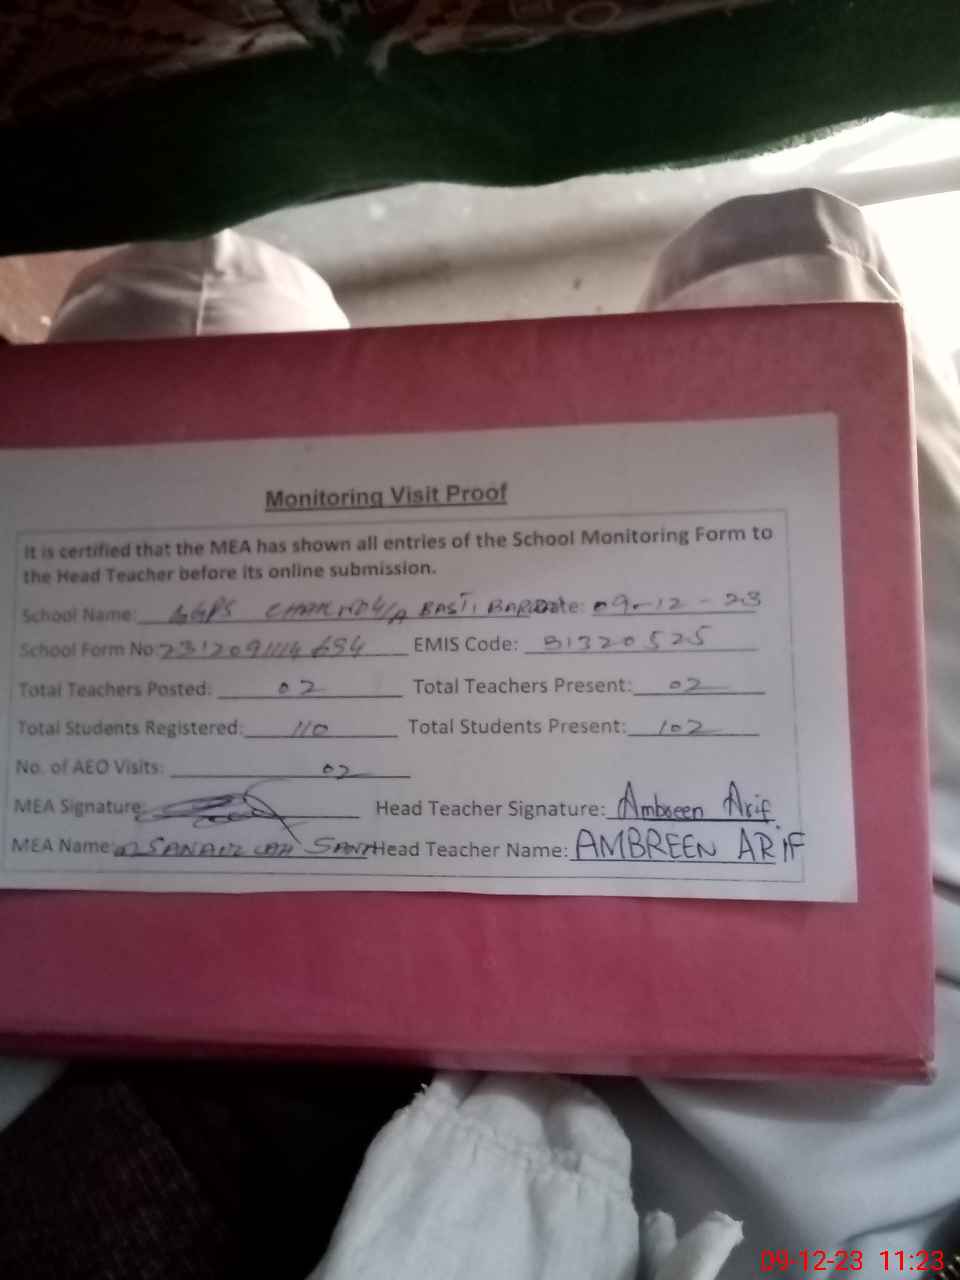 Monitoring Visit Proof
It is certified that the MEA has shown all entries of the School Monitoring Form to
the Head Teacher before its online submission.
School Name: GGPS BASTI Date: 09-12-23
School Form No: EMIS Code: 31320525
Total Teachers Posted: 02 Total Teachers Present: 02
Total Students Registered: 110 Total Students Present: 102
No. of AEO Visits: 02
MEA Signature: Head Teacher Signature: Ambreen Arif
MEA Name: Head Teacher Name: AMBREEN ARIF
09-12-23 11:23